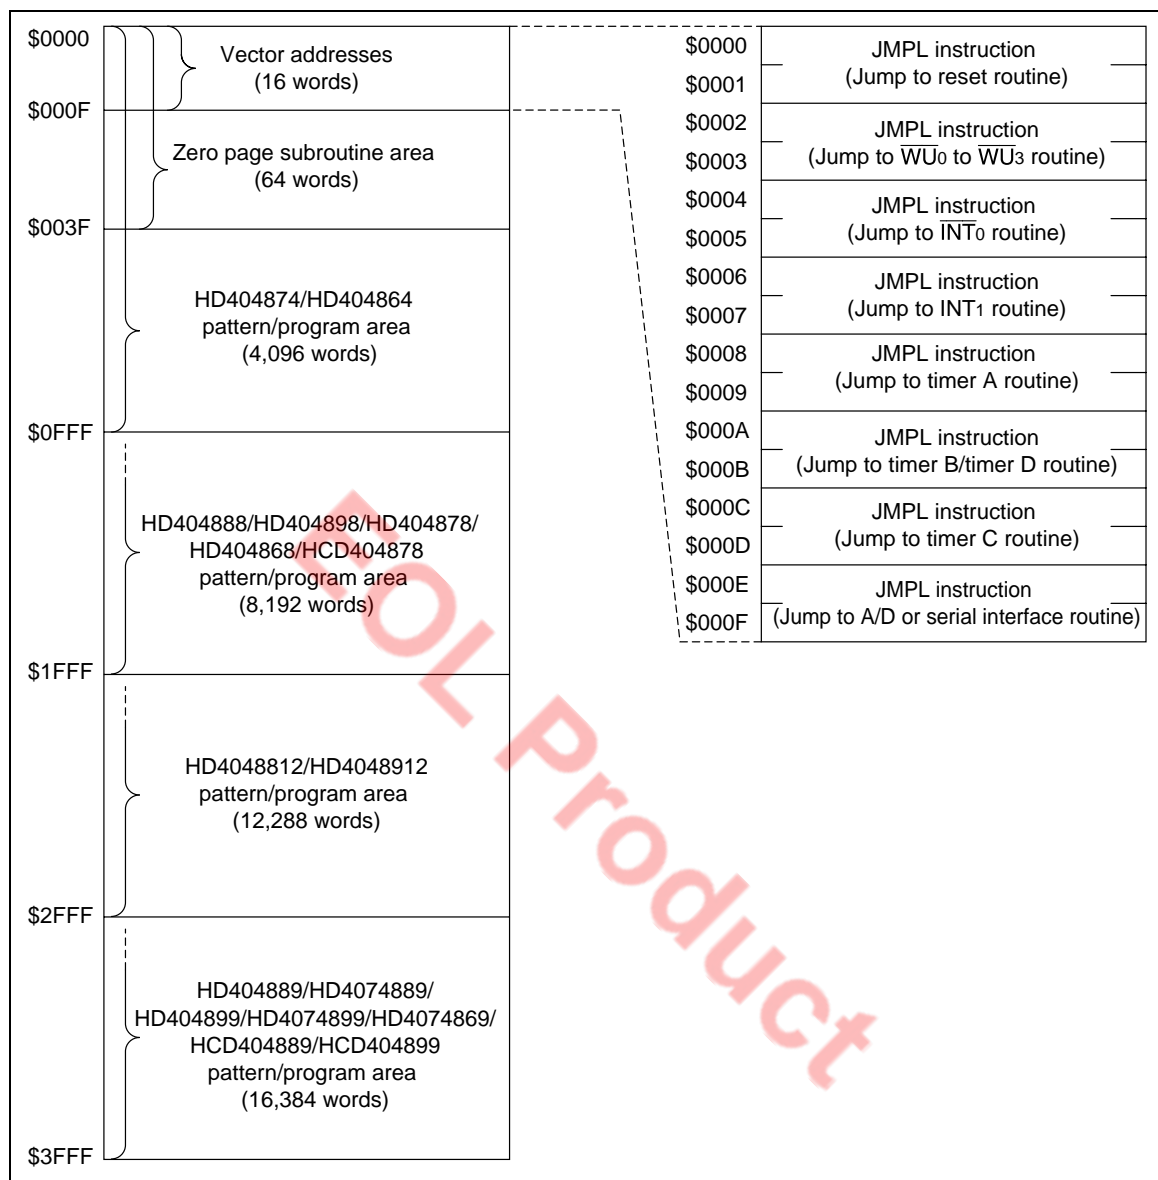 $0000
Vector addresses
(16 words)
$000F
Zero page subroutine area
(64 words)
$003F
HD404874/HD404864
pattern/program area
(4,096 words)
$0FFF
HD404888/HD404898/HD404878/
HD404868/HCD404878
pattern/program area
(8,192 words)
$1FFF
HD4048812/HD4048912
pattern/program area
(12,288 words)
$2FFF
HD404889/HD4074889/
HD404899/HD4074899/HD4074869/
HCD404889/HCD404899
pattern/program area
(16,384 words)
$3FFF
$0000
$0001
JMPL instruction
(Jump to reset routine)
$0002
$0003
JMPL instruction
(Jump to W̅U̅0 to W̅U̅3 routine)
$0004
$0005
JMPL instruction
(Jump to I̅N̅T̅0 routine)
$0006
$0007
JMPL instruction
(Jump to INT1 routine)
$0008
$0009
JMPL instruction
(Jump to timer A routine)
$000A
$000B
JMPL instruction
(Jump to timer B/timer D routine)
$000C
$000D
JMPL instruction
(Jump to timer C routine)
$000E
$000F
JMPL instruction
(Jump to A/D or serial interface routine)
EOL Product